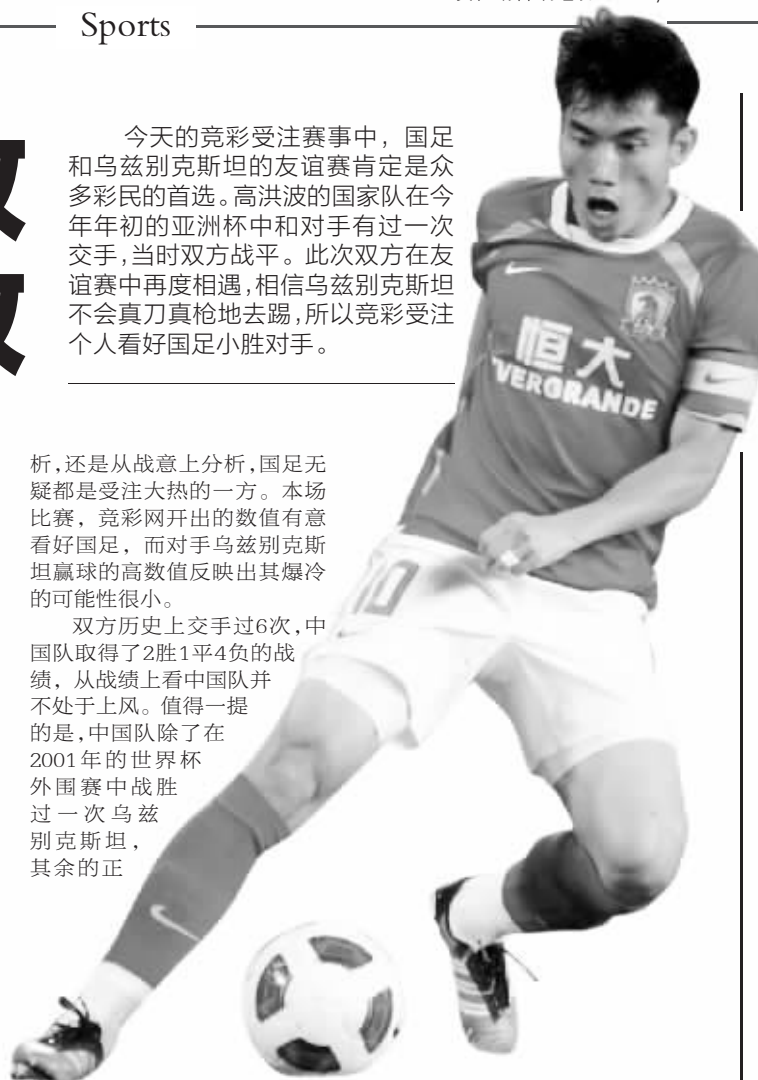 Sports
今天的竞彩受注赛事中，国足
和乌兹别克斯坦的友谊赛肯定是众
多彩民的首选。高洪波的国家队在今
年年初的亚洲杯中和对手有过一次
交手，当时双方战平。此次双方在友
谊赛中再度相遇，相信乌兹别克斯坦
不会真刀真枪地去踢，所以竞彩受注
个人看好国足小胜对手。
析，还是从战意上分析，国足无
疑都是受注大热的一方。本场
比赛，竞彩网开出的数值有意
看好国足，而对手乌兹别克斯
坦赢球的高数值反映出其爆冷
的可能性很小。
双方历史上交手过6次，中
国队取得了2胜1平4负的战
绩，从战绩上看中国队并
不处于上风。值得一提
的是，中国队除了在
2001年的世界杯
外围赛中战胜
过一次乌兹
别克斯坦，
其余的正
恒大
EVERGRANDE
10